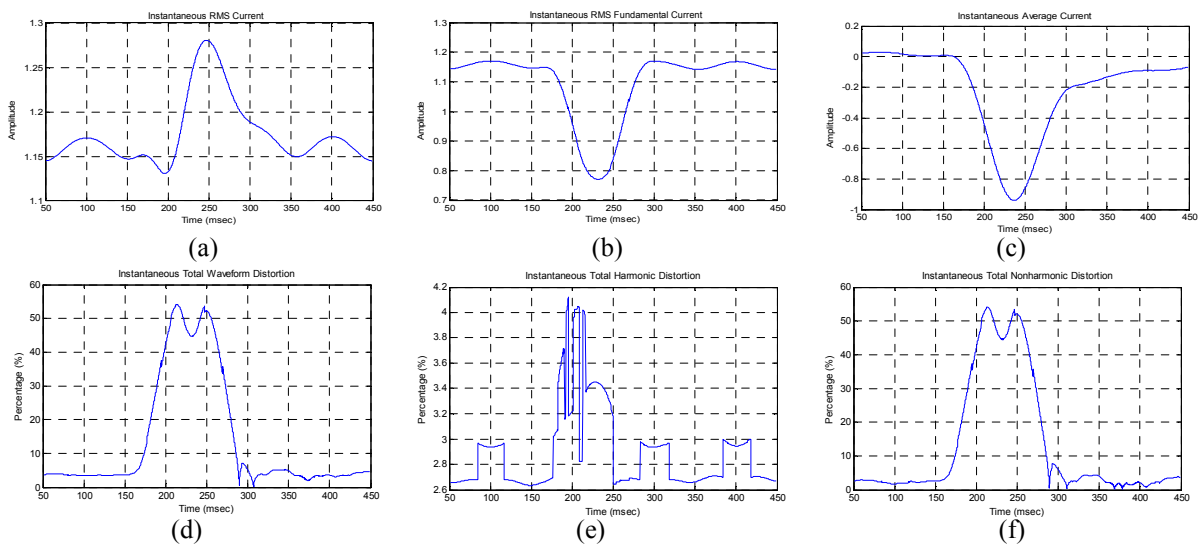 Instantaneous RMS Current
1.3
1.25
1.2
1.15
1.1
Amplitude
50 100 150 200 250 300 350 400 450
Time (msec)
(a)
Instantaneous RMS Fundamental Current
1.3
1.2
1.1
1
0.9
0.8
0.7
Amplitude
50 100 150 200 250 300 350 400 450
Time (msec)
(b)
Instantaneous Average Current
0.2
0
-0.2
-0.4
-0.6
-0.8
-1
Amplitude
50 100 150 200 250 300 350 400 450
Time (msec)
(c)
Instantaneous Total Waveform Distortion
60
50
40
30
20
10
0
Percentage (%)
50 100 150 200 250 300 350 400 450
Time (msec)
(d)
Instantaneous Total Harmonic Distortion
4.2
4
3.8
3.6
3.4
3.2
3
2.8
2.6
Percentage (%)
50 100 150 200 250 300 350 400 450
Time (msec)
(e)
Instantaneous Total Nonharmonic Distortion
60
50
40
30
20
10
0
Percentage (%)
50 100 150 200 250 300 350 400 450
Time (msec)
(f)